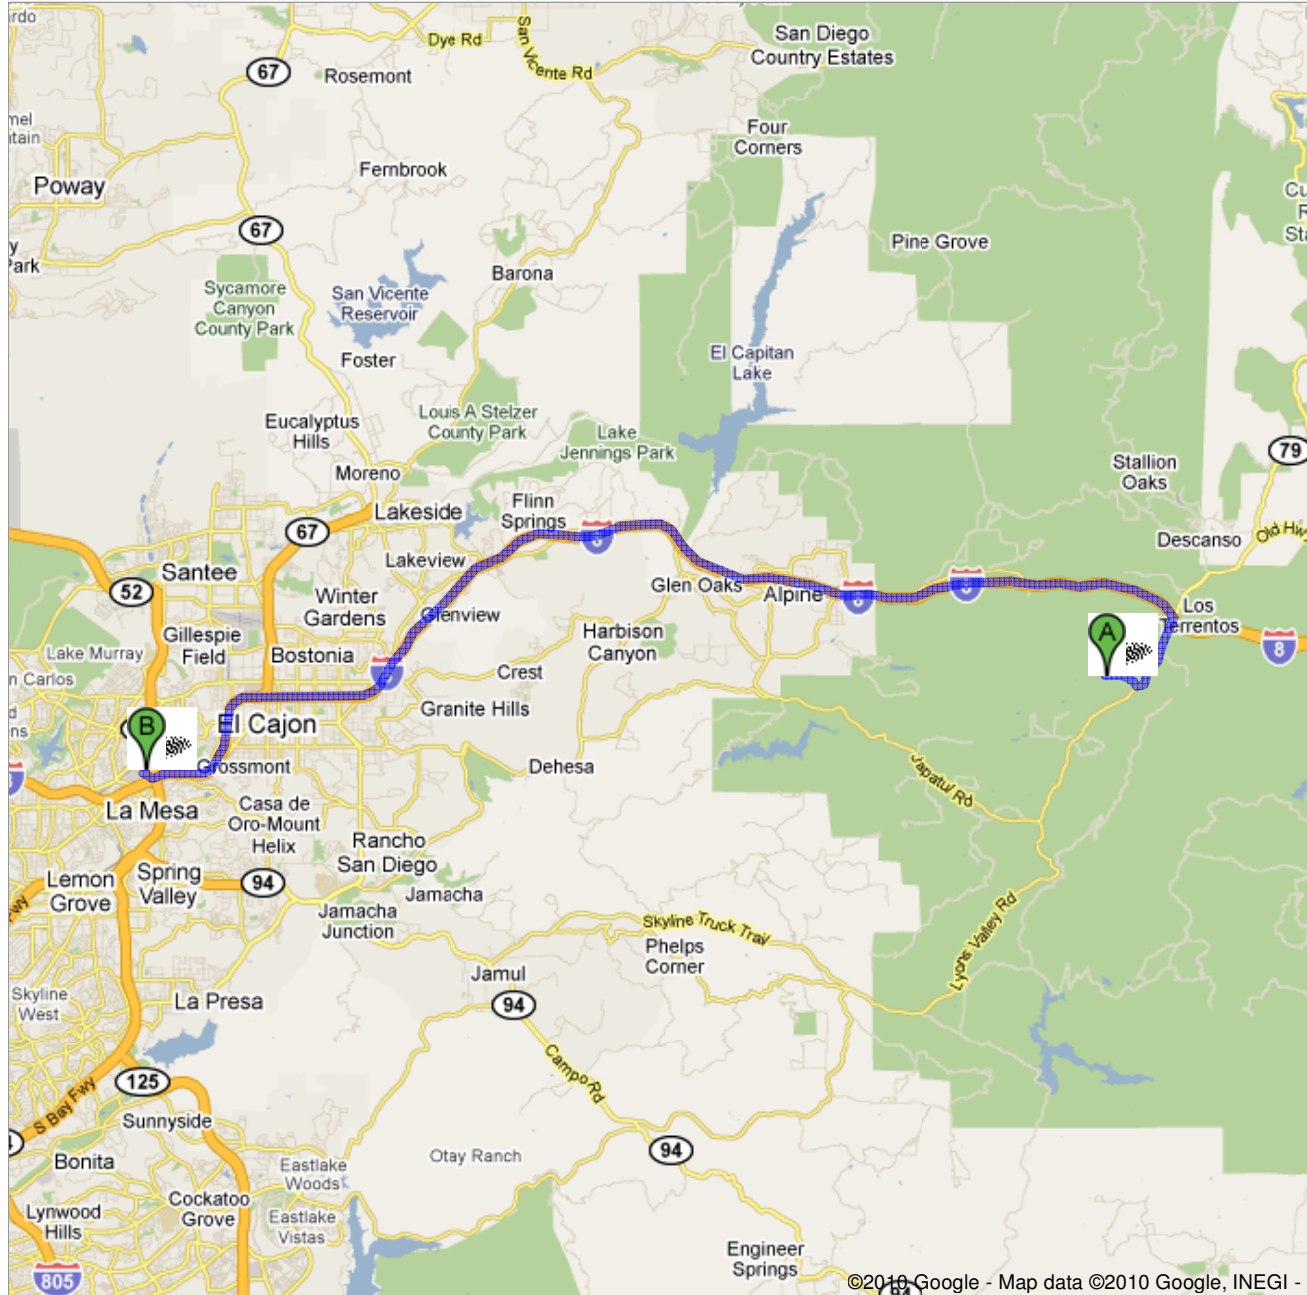 San Diego
Country Estates
Dye Rd
San Vicente Rd
67
Rosemont
Four
Corners
Fernbrook
Poway
67
Pine Grove
Barona
Sycamore
Canyon
County Park
San Vicente
Reservoir
Foster
El Capitan
Lake
Eucalyptus
Hills
Louis A Stelzer
County Park
Lake
Jennings Park
79
Moreno
Stallion
Oaks
Lakeside
Flinn
Springs
67
Descanso
Old Hwy
Lakeview
8
Santee
52
Glen Oaks
Alpine
8
8
Winter
Gardens
Glenview
Los
Terrentos
Gillespie
Field
Harbison
Canyon
A
8
Lake Murray
Bostonia
Crest
n Carlos
Granite Hills
B
El Cajon
Grossmont
Dehesa
Japatul Rd
La Mesa
Casa de
Oro-Mount
Helix
Rancho
San Diego
Lemon
Grove
Spring
Valley
94
Jamacha
Jamacha
Junction
Skyline Truck Trail
Lyons Valley Rd
Phelps
Corner
Jamul
Skyline
West
La Presa
94
Campo Rd
125
S Bay Fwy
Sunnyside
94
Otay Ranch
Bonita
Eastlake
Woods
Cockatoo
Grove
Lynwood
Hills
Eastlake
Vistas
Engineer
Springs
805
94
©2010 Google - Map data ©2010 Google, INEGI -